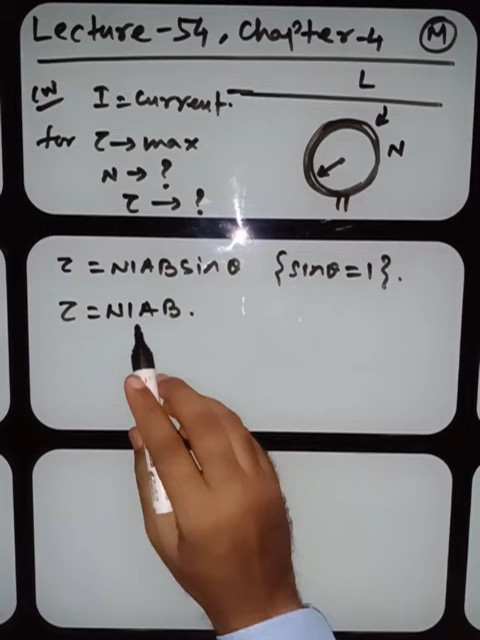 Lecture-54, Chapter-4 M
I = Current.
L
for τ→max
N
N→?
τ→?
τ = NIABsinθ {sinθ=1}.
τ = NIAB.